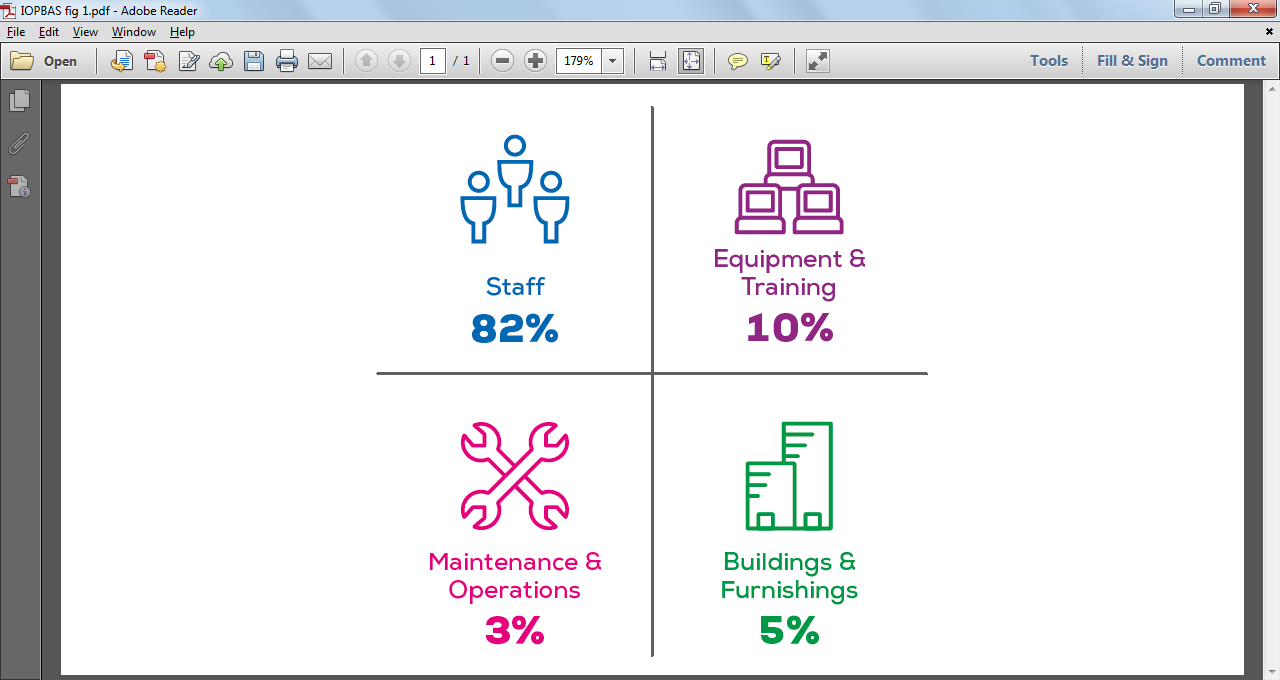 IOPBAS fig 1.pdf - Adobe Reader
File Edit View Window Help
Open 1 / 1 179% Tools Fill & Sign Comment
Staff
82%
Equipment &
Training
10%
Maintenance &
Operations
3%
Buildings &
Furnishings
5%